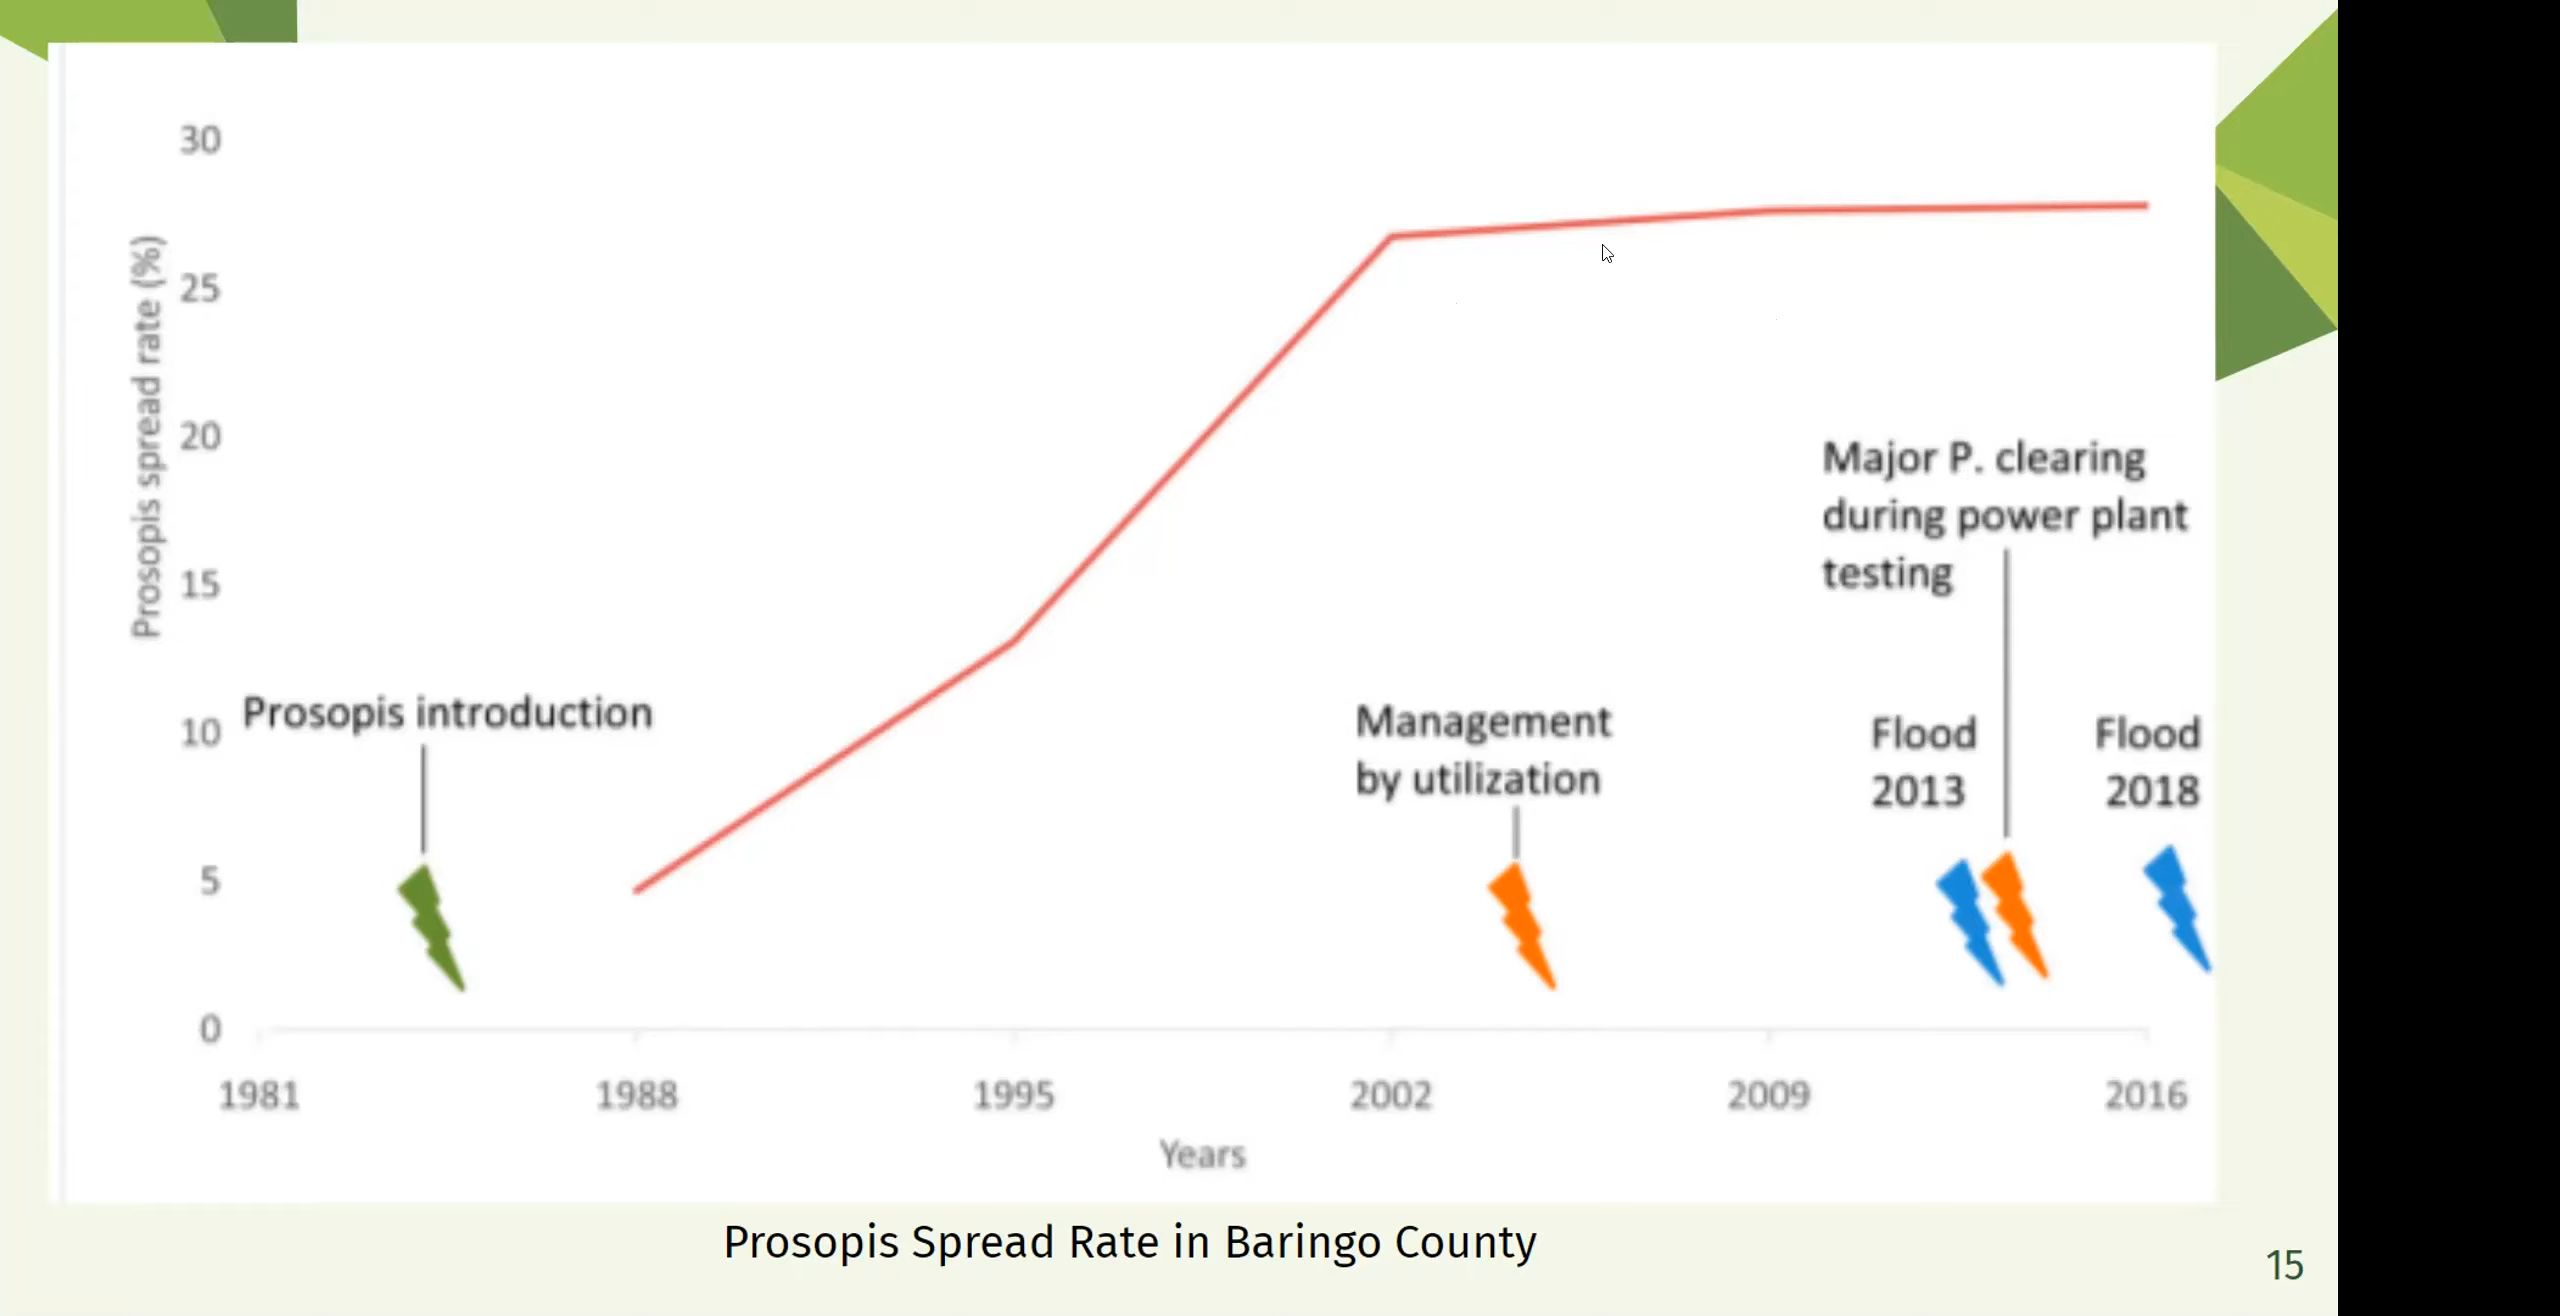 30
25
20
15
10
5
0
Prosopis spread rate (%)
Prosopis introduction
Management
by utilization
Major P. clearing
during power plant
testing
Flood
2013
Flood
2018
1981
1988
1995
2002
2009
2016
Years
Prosopis Spread Rate in Baringo County
15